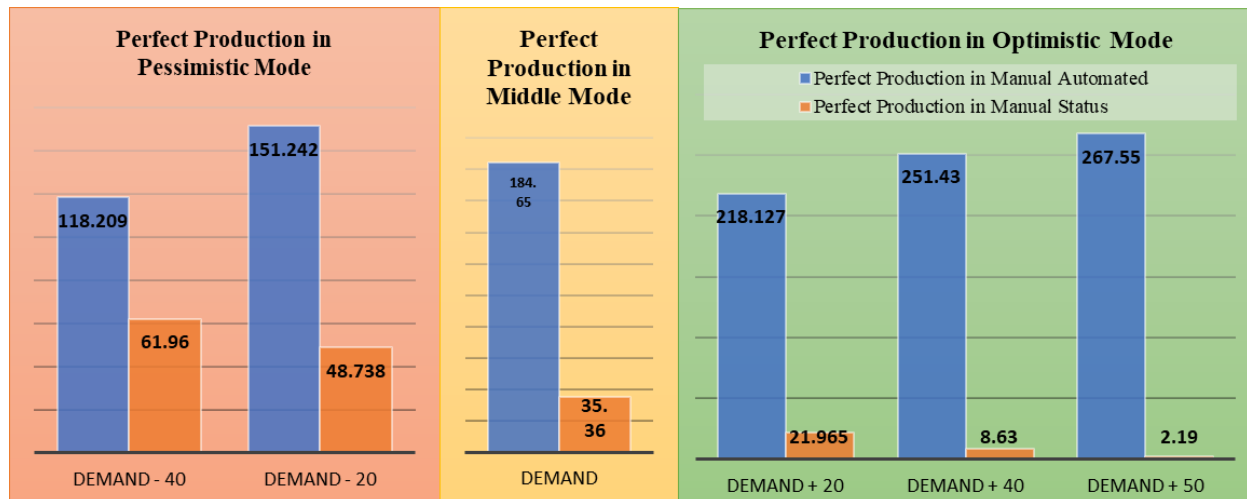 Perfect Production in
Pessimistic Mode
118.209
61.96
151.242
48.738
DEMAND - 40
DEMAND - 20
Perfect
Production in
Middle Mode
184.
65
35.
36
DEMAND
Perfect Production in Optimistic Mode
Perfect Production in Manual Automated
Perfect Production in Manual Status
218.127
21.965
251.43
8.63
267.55
2.19
DEMAND + 20
DEMAND + 40
DEMAND + 50